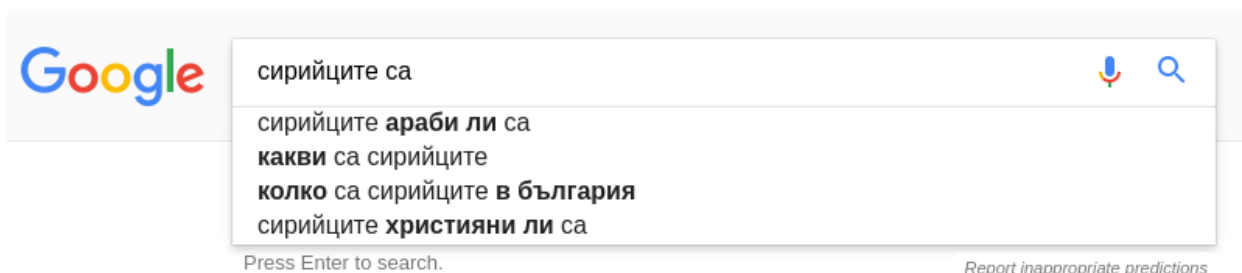 Google
сирийците са
сирийците араби ли са
какви са сирийците
колко са сирийците в българия
сирийците християни ли са
Press Enter to search.
Report inappropriate predictions